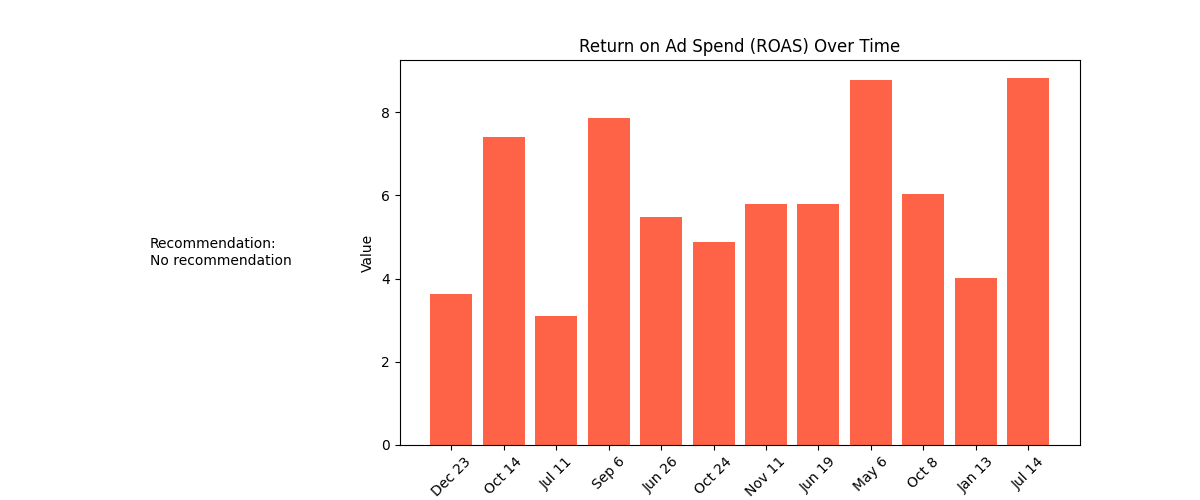 Return on Ad Spend (ROAS) Over Time
Recommendation:
No recommendation
Value
8
6
4
2
0
Dec 23
Oct 14
Jul 11
Sep 6
Jun 26
Oct 24
Nov 11
Jun 19
May 6
Oct 8
Jan 13
Jul 14